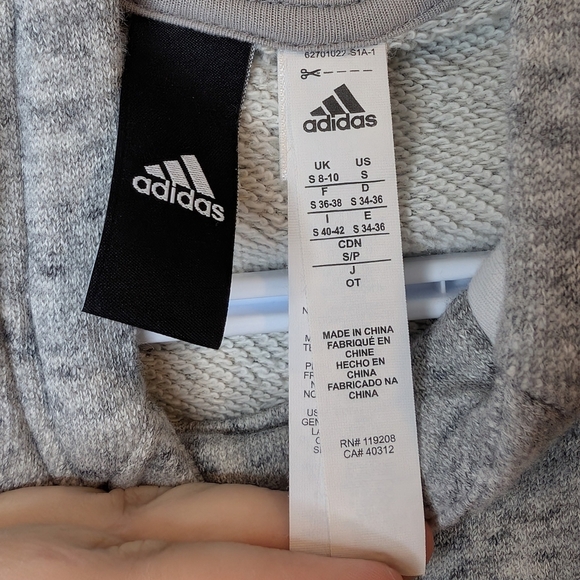 adidas
62701022-S1A-1
adidas
UK US
S 8-10 S
F D
S 36-38 S 34-36
I E
S 40-42 S 34-36
CDN
S/P
J
OT
MADE IN CHINA
FABRIQUÉ EN
CHINE
HECHO EN
CHINA
FABRICADO NA
CHINA
RN# 119208
CA# 40312